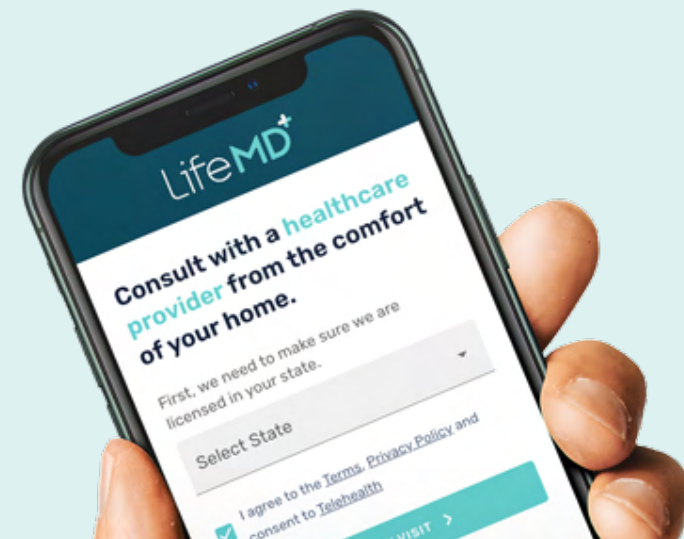 LifeMD+
Consult with a healthcare
provider from the comfort
of your home.
First, we need to make sure we are
licensed in your state.
Select State
I agree to the Terms, Privacy Policy and
consent to Telehealth
VISIT >